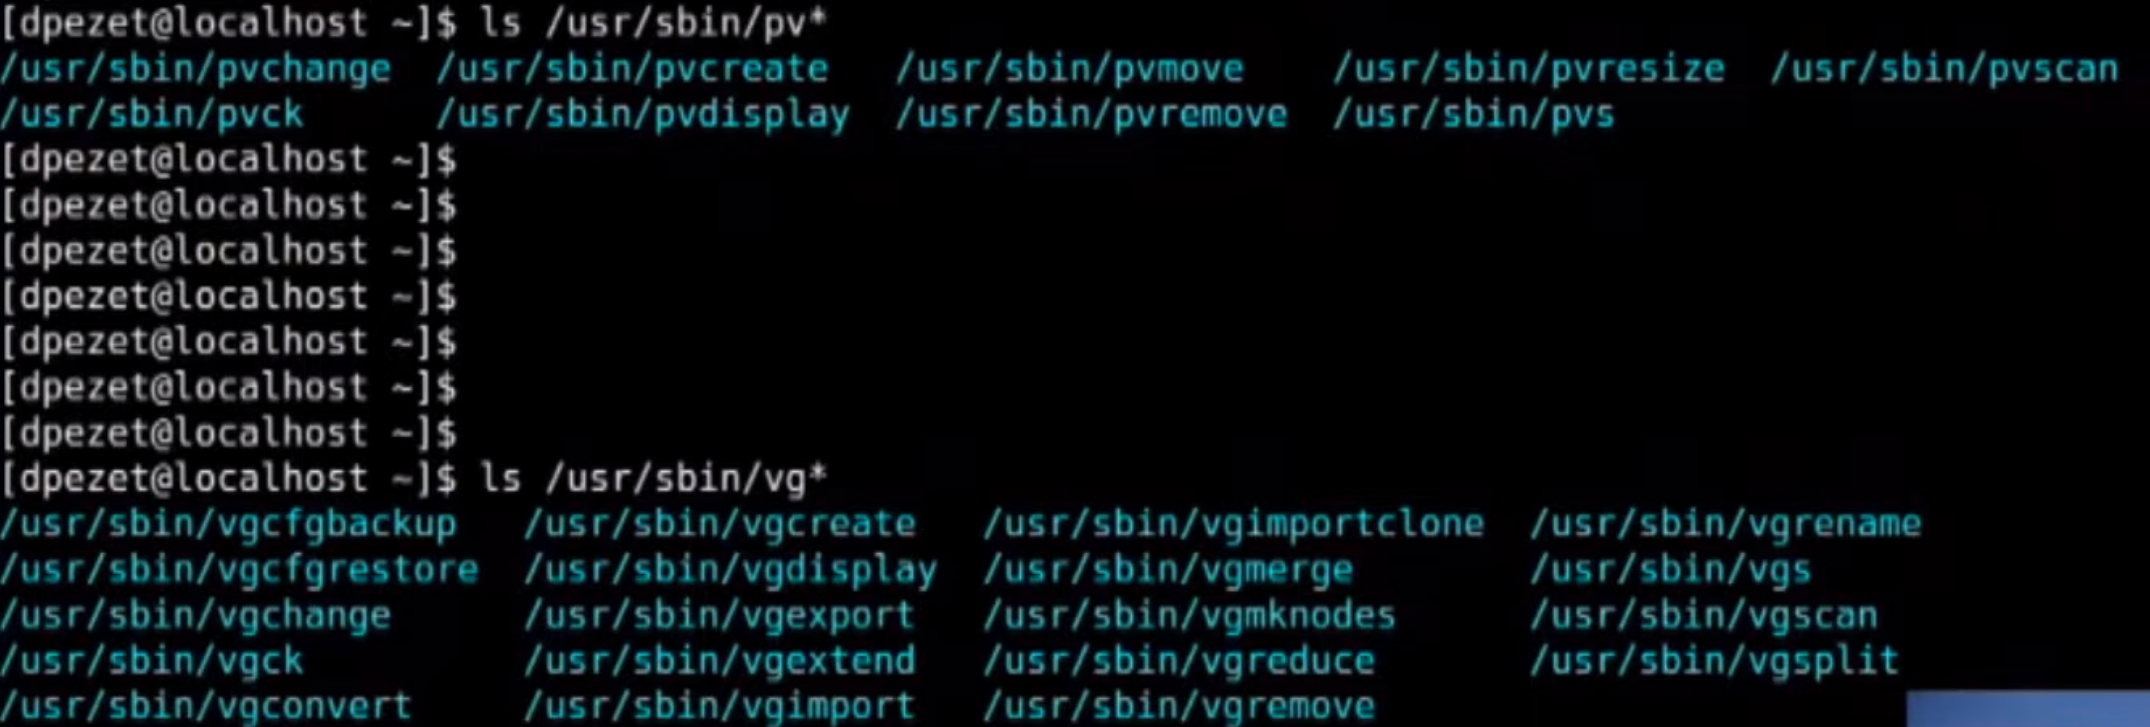 [dpezet@localhost ~]$ ls /usr/sbin/pv*
/usr/sbin/pvchange  /usr/sbin/pvcreate   /usr/sbin/pvmove    /usr/sbin/pvresize  /usr/sbin/pvscan
/usr/sbin/pvck      /usr/sbin/pvdisplay  /usr/sbin/pvremove  /usr/sbin/pvs
[dpezet@localhost ~]$
[dpezet@localhost ~]$
[dpezet@localhost ~]$
[dpezet@localhost ~]$
[dpezet@localhost ~]$
[dpezet@localhost ~]$
[dpezet@localhost ~]$
[dpezet@localhost ~]$ ls /usr/sbin/vg*
/usr/sbin/vgcfgbackup   /usr/sbin/vgcreate   /usr/sbin/vgimportclone  /usr/sbin/vgrename
/usr/sbin/vgcfgrestore  /usr/sbin/vgdisplay  /usr/sbin/vgmerge        /usr/sbin/vgs
/usr/sbin/vgchange      /usr/sbin/vgexport   /usr/sbin/vgmknodes      /usr/sbin/vgscan
/usr/sbin/vgck          /usr/sbin/vgextend   /usr/sbin/vgreduce       /usr/sbin/vgsplit
/usr/sbin/vgconvert     /usr/sbin/vgimport   /usr/sbin/vgremove